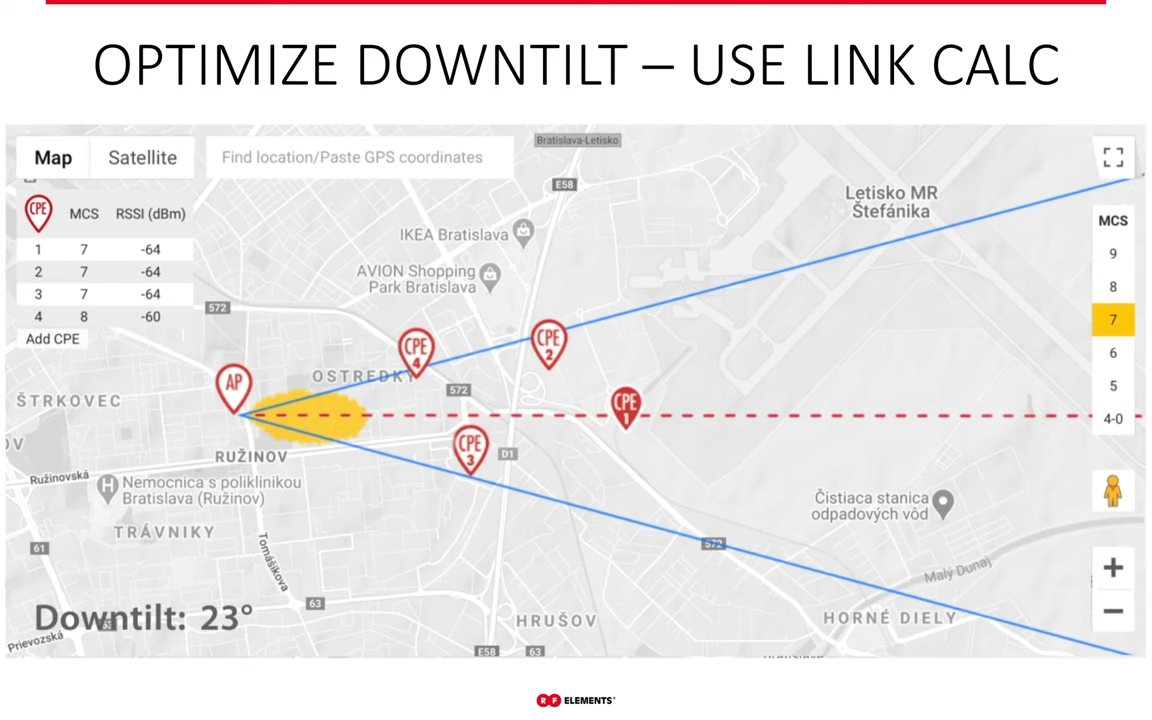 OPTIMIZE DOWNTILT – USE LINK CALC
Map
Satellite
Find location/Paste GPS coordinates
Bratislava-Letisko
E58
Letisko MR
Štefánika
CPE MCS RSSI (dBm)
1 7 -64
2 7 -64
3 7 -64
4 8 -60
Add CPE
MCS
9
8
7
6
5
4-0
IKEA Bratislava
AVION Shopping
Park Bratislava
572
CPE
2
CPE
4
AP
OSTREDKY
572
CPE
1
ŠTRKOVEC
CPE
3
D1
OV
RUŽINOV
Ružinovská
H
Nemocnica s poliklinikou
Bratislava (Ružinov)
Čistiaca stanica
odpadových vôd
TRÁVNIKY
61
Tomášikova
572
Malý Dunaj
63
Downtilt: 23°
63
HRUŠOV
HORNÉ DIELY
Prievozská
E58
63
RF ELEMENTS